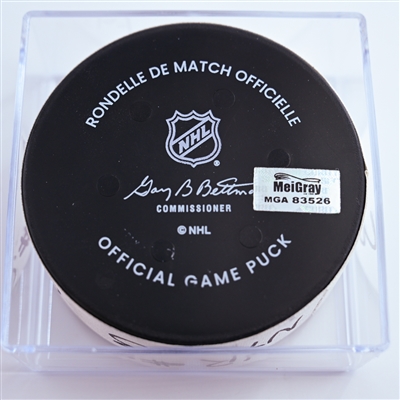 RONDELLE DE MATCH OFFICIELLE
NHL
®
Gary B Bettman
COMMISSIONER
© NHL
OFFICIAL GAME PUCK
MeiGray
MGA 83526